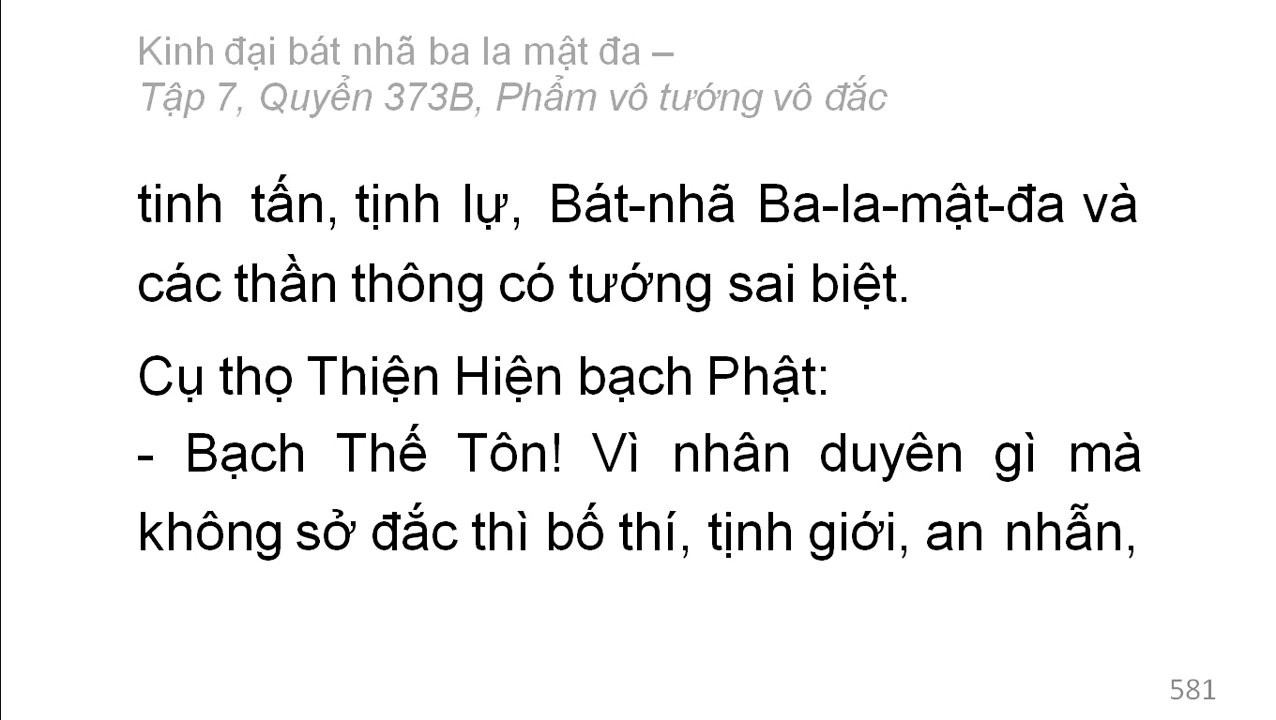 Kinh đại bát nhã ba la mật đa –
Tập 7, Quyển 373B, Phẩm vô tướng vô đắc
tinh tấn, tịnh lự, Bát-nhã Ba-la-mật-đa và
các thần thông có tướng sai biệt.
Cụ thọ Thiện Hiện bạch Phật:
- Bạch Thế Tôn! Vì nhân duyên gì mà
không sở đắc thì bố thí, tịnh giới, an nhẫn,
581